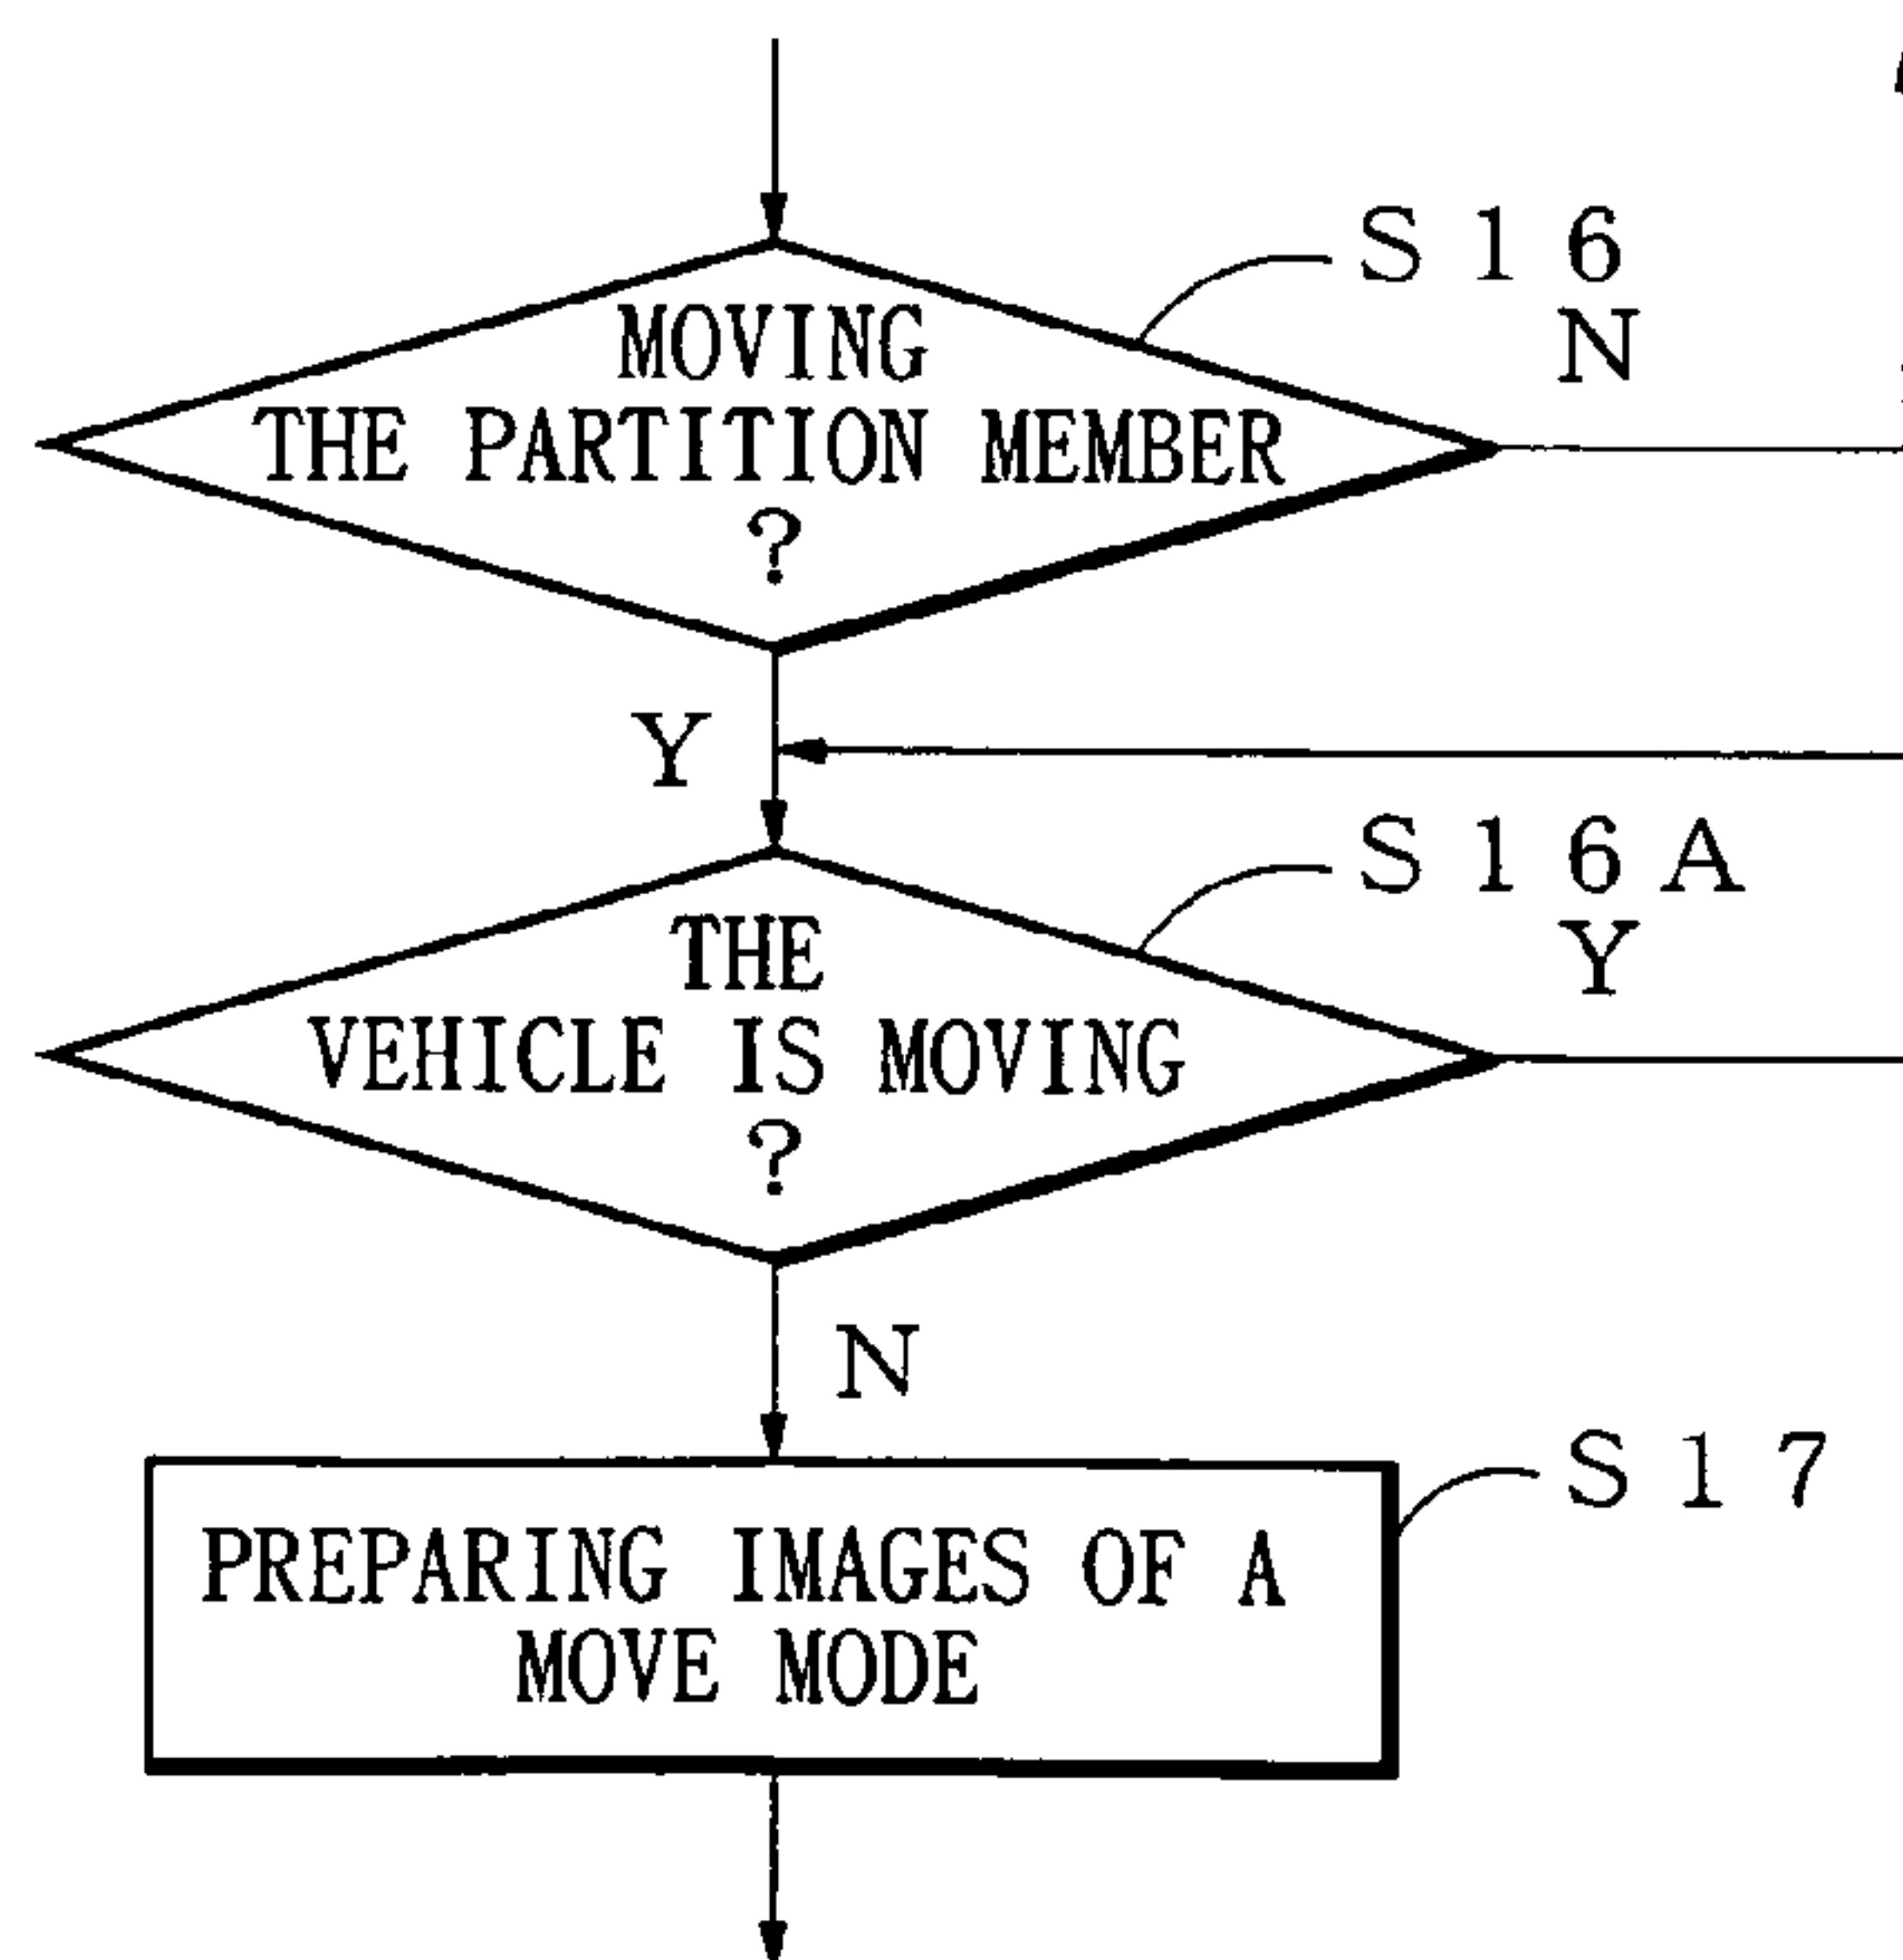 S16
MOVING
N
THE PARTITION MEMBER
?
Y
S16A
THE
Y
VEHICLE IS MOVING
?
N
S17
PREPARING IMAGES OF A
MOVE MODE